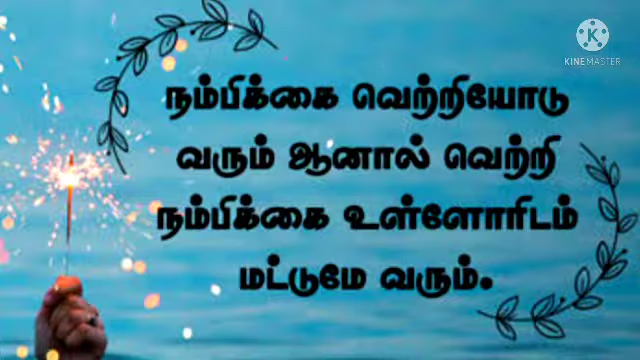 KINEMASTER
நம்பிக்கை வெற்றியோடு
வரும் ஆனால் வெற்றி
நம்பிக்கை உள்ளோரிடம்
மட்டுமே வரும்.